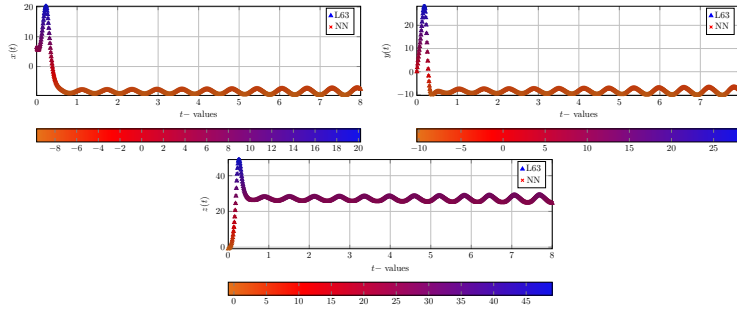 20
10
0
x(t)
L63
NN
0 1 2 3 4 5 6 7 8
t− values
−8 −6 −4 −2 0 2 4 6 8 10 12 14 16 18 20
20
10
0
−10
y(t)
L63
NN
0 1 2 3 4 5 6 7
t− values
−10 −5 0 5 10 15 20 25
40
20
0
z(t)
L63
NN
0 1 2 3 4 5 6 7 8
t− values
0 5 10 15 20 25 30 35 40 45